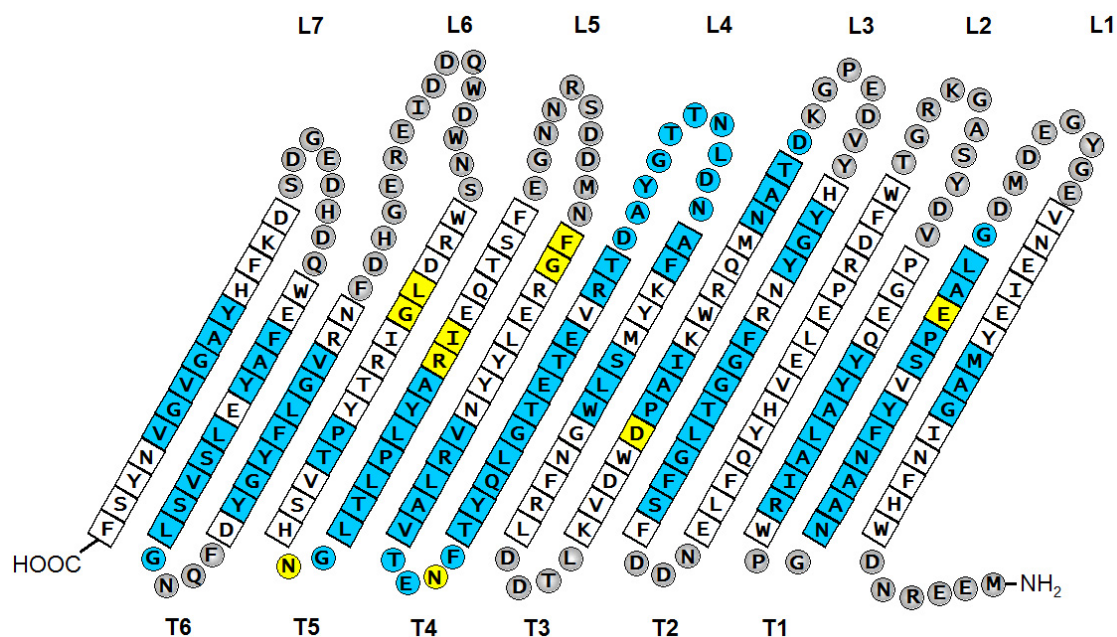 L7 L6 L5 L4 L3 L2 L1
S D G E D H D Q
F D H G E R E I D D Q W D W N S
E G N N R S D D M N
D A Y G T T N L D N
D K G P E D V Y
T G R K G A S Y D V
G D M D E G Y G E
D K F H Y A G V G V V N Y S F
W E F A Y E L S V S L
N R V G L F Y G Y D
W R D L G I R T Y P T V S H
F S T Q E I R A Y L P L T L
F G R E L Y Y N V R L A V
T R V E T E T G L Q Y T
A F K Y M S L W G N F R L
T A N M Q R W K I A P D W D V K
H Y G Y N R F G G T L G F S F
W F D R P E L E V H Y Q F L E
P G E Q Y Y A L A I R W
L A E P S V Y F N A A N
V N E I E Y M A G I N F H W
HOOC
G N Q F
N G
T E N F
D D T L
D D N
P G
D N R E E M NH2
T6 T5 T4 T3 T2 T1